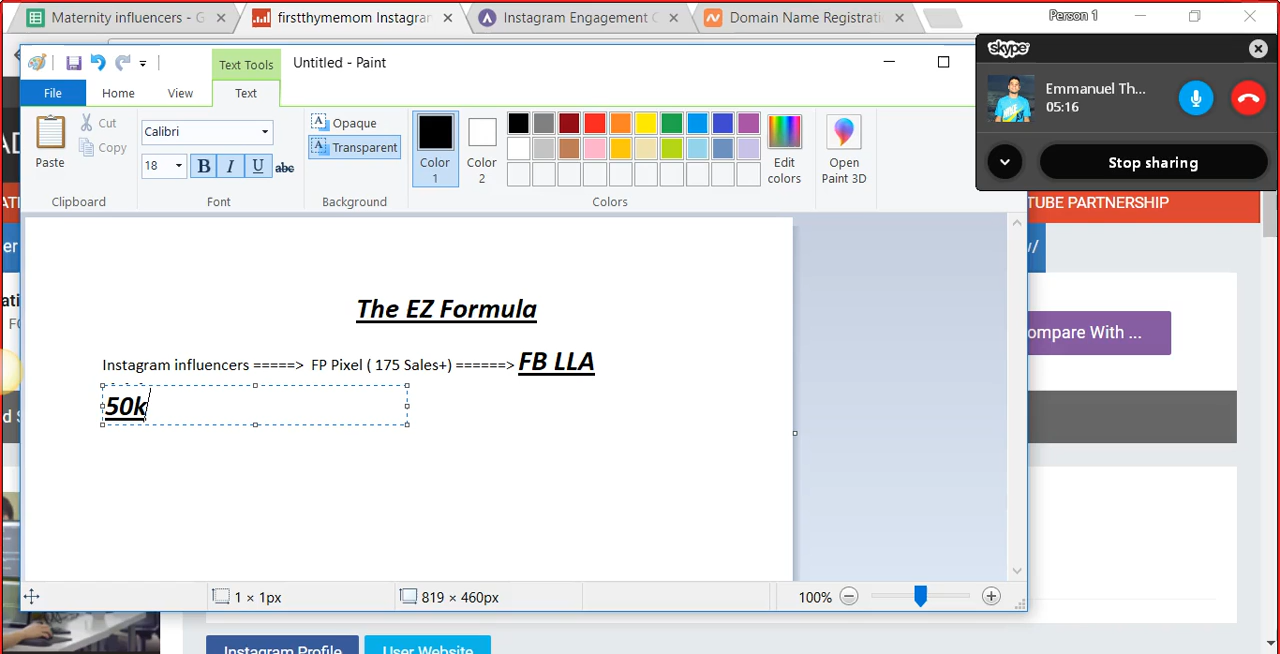 Maternity influencers - G
firstthymemom Instagram
Instagram Engagement C
Domain Name Registrati
Person 1
Untitled - Paint
Text Tools
File
Home
View
Text
Paste
Cut
Copy
Clipboard
Calibri
18
B I U abc
Font
Opaque
Transparent
Background
Color 1
Color 2
Edit colors
Colors
Open Paint 3D
skype
Emmanuel Th...
05:16
Stop sharing
TUBE PARTNERSHIP
ompare With ...
The EZ Formula
Instagram influencers =====> FP Pixel ( 175 Sales+) ======> FB LLA
50k
1 × 1px
819 × 460px
100%
Instagram Profile
User Website